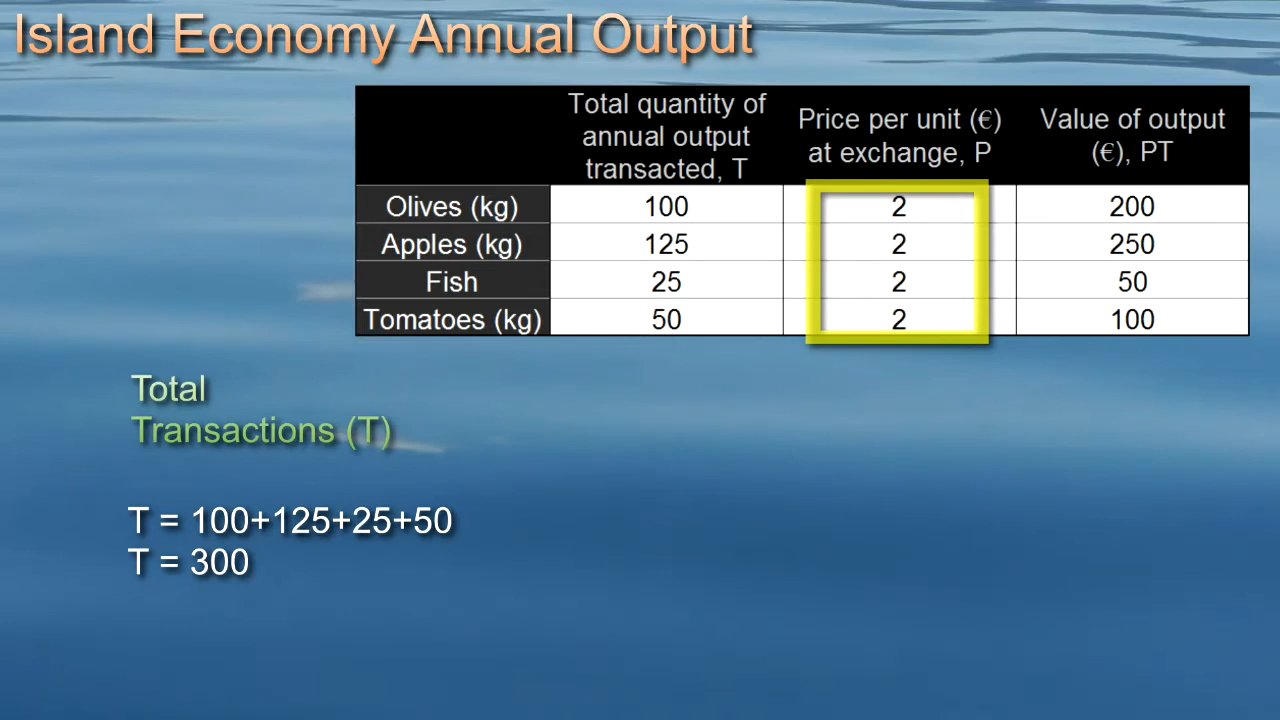 Island Economy Annual Output
Total quantity of annual output transacted, T
Price per unit (€) at exchange, P
Value of output (€), PT
Olives (kg) 100 2 200
Apples (kg) 125 2 250
Fish 25 2 50
Tomatoes (kg) 50 2 100
Total
Transactions (T)
T = 100+125+25+50
T = 300